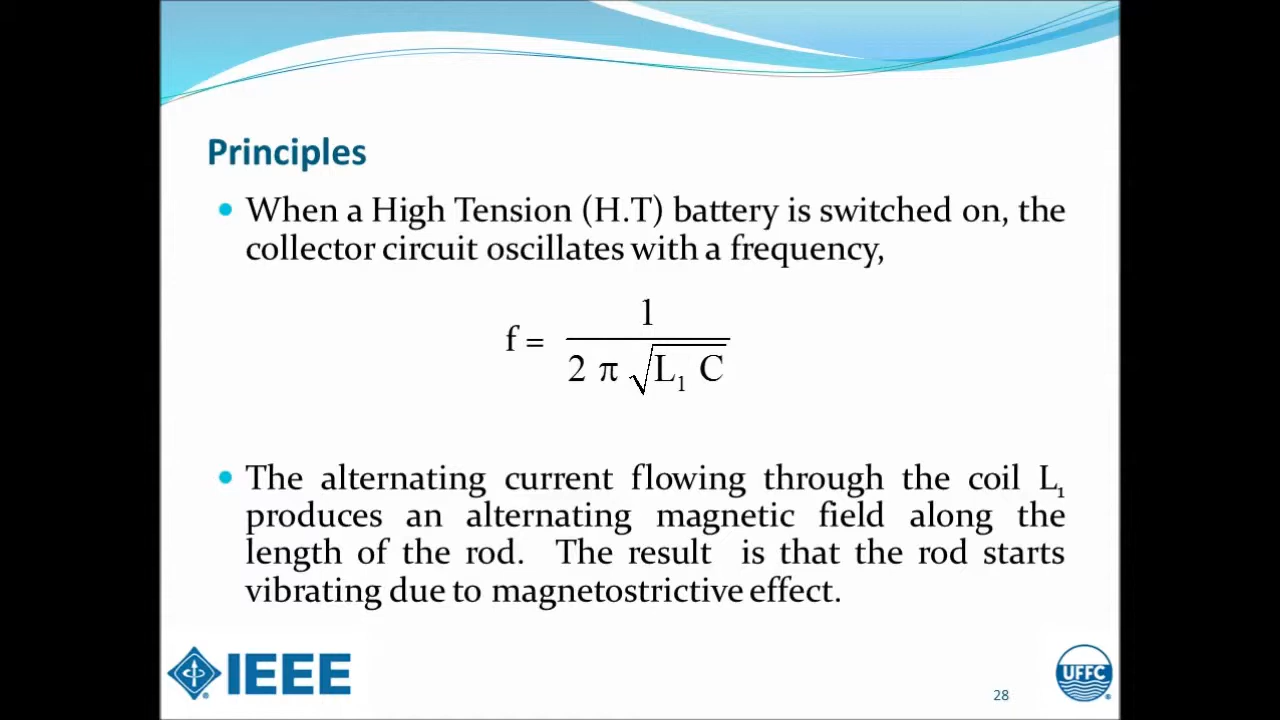 Principles
• When a High Tension (H.T) battery is switched on, the
collector circuit oscillates with a frequency,
f = 1 / 2 π √L₁ C
• The alternating current flowing through the coil L₁
produces an alternating magnetic field along the
length of the rod. The result is that the rod starts
vibrating due to magnetostrictive effect.
IEEE
UFFC
28